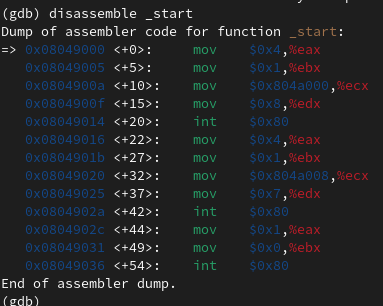 (gdb) disassemble _start
Dump of assembler code for function _start:
=> 0x08049000 <+0>: mov $0x4,%eax
0x08049005 <+5>: mov $0x1,%ebx
0x0804900a <+10>: mov $0x804a000,%ecx
0x0804900f <+15>: mov $0x8,%edx
0x08049014 <+20>: int $0x80
0x08049016 <+22>: mov $0x4,%eax
0x0804901b <+27>: mov $0x1,%ebx
0x08049020 <+32>: mov $0x804a008,%ecx
0x08049025 <+37>: mov $0x7,%edx
0x0804902a <+42>: int $0x80
0x0804902c <+44>: mov $0x1,%eax
0x08049031 <+49>: mov $0x0,%ebx
0x08049036 <+54>: int $0x80
End of assembler dump.
(gdb)